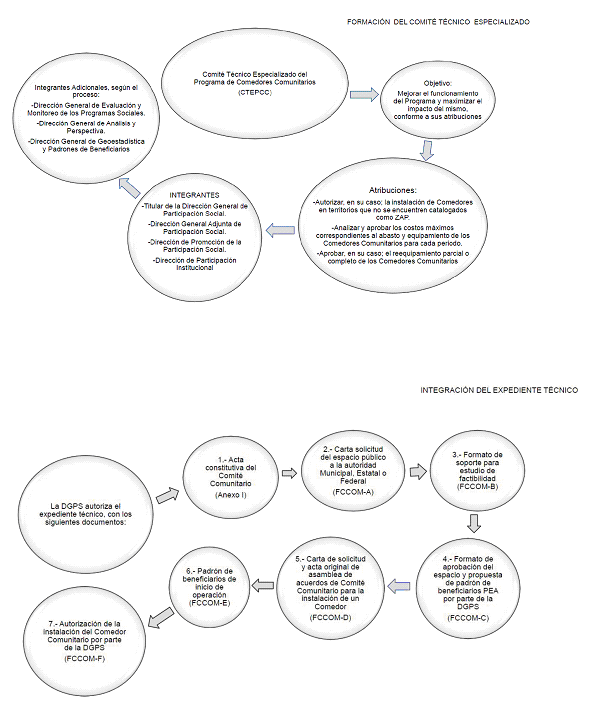 FORMACIÓN DEL COMITÉ TÉCNICO ESPECIALIZADO
Comité Técnico Especializado del
Programa de Comedores Comunitarios
(CTEPCC)
Objetivo:
Mejorar el funcionamiento
del Programa y maximizar el
impacto del mismo,
conforme a sus atribuciones
Atribuciones:
-Autorizar, en su caso; la instalación de Comedores
en territorios que no se encuentren catalogados
como ZAP.
-Analizar y aprobar los costos máximos
correspondientes al abasto y equipamiento de los
Comedores Comunitarios para cada periodo.
-Aprobar, en su caso; el reequipamiento parcial o
completo de los Comedores Comunitarios
INTEGRANTES
-Titular de la Dirección General de
Participación Social.
-Dirección General Adjunta de
Participación Social.
-Dirección de Promoción de la
Participación Social.
-Dirección de Participación
Institucional
Integrantes Adicionales, según el
proceso:
-Dirección General de Evaluación y
Monitoreo de los Programas Sociales.
-Dirección General de Análisis y
Perspectiva.
-Dirección General de Geoestadística
y Padrones de Beneficiarios
INTEGRACIÓN DEL EXPEDIENTE TÉCNICO
La DGPS autoriza el
expediente técnico, con los
siguientes documentos:
1.- Acta
constitutiva del
Comité
Comunitario
(Anexo I)
2.- Carta solicitud
del espacio público
a la autoridad
Municipal, Estatal o
Federal
(FCCOM-A)
3.- Formato de
soporte para
estudio de
factibilidad
(FCCOM-B)
4.- Formato de
aprobación del
espacio y propuesta
de padrón de
beneficiarios PEA
por parte de la
DGPS
(FCCOM-C)
5.- Carta de solicitud
y acta original de
asamblea de
acuerdos de Comité
Comunitario para la
instalación de un
Comedor
(FCCOM-D)
6.- Padrón de
beneficiarios de
inicio de
operación
(FCCOM-E)
7.- Autorización de la
Instalación del Comedor
Comunitario por parte
de la DGPS
(FCCOM-F)